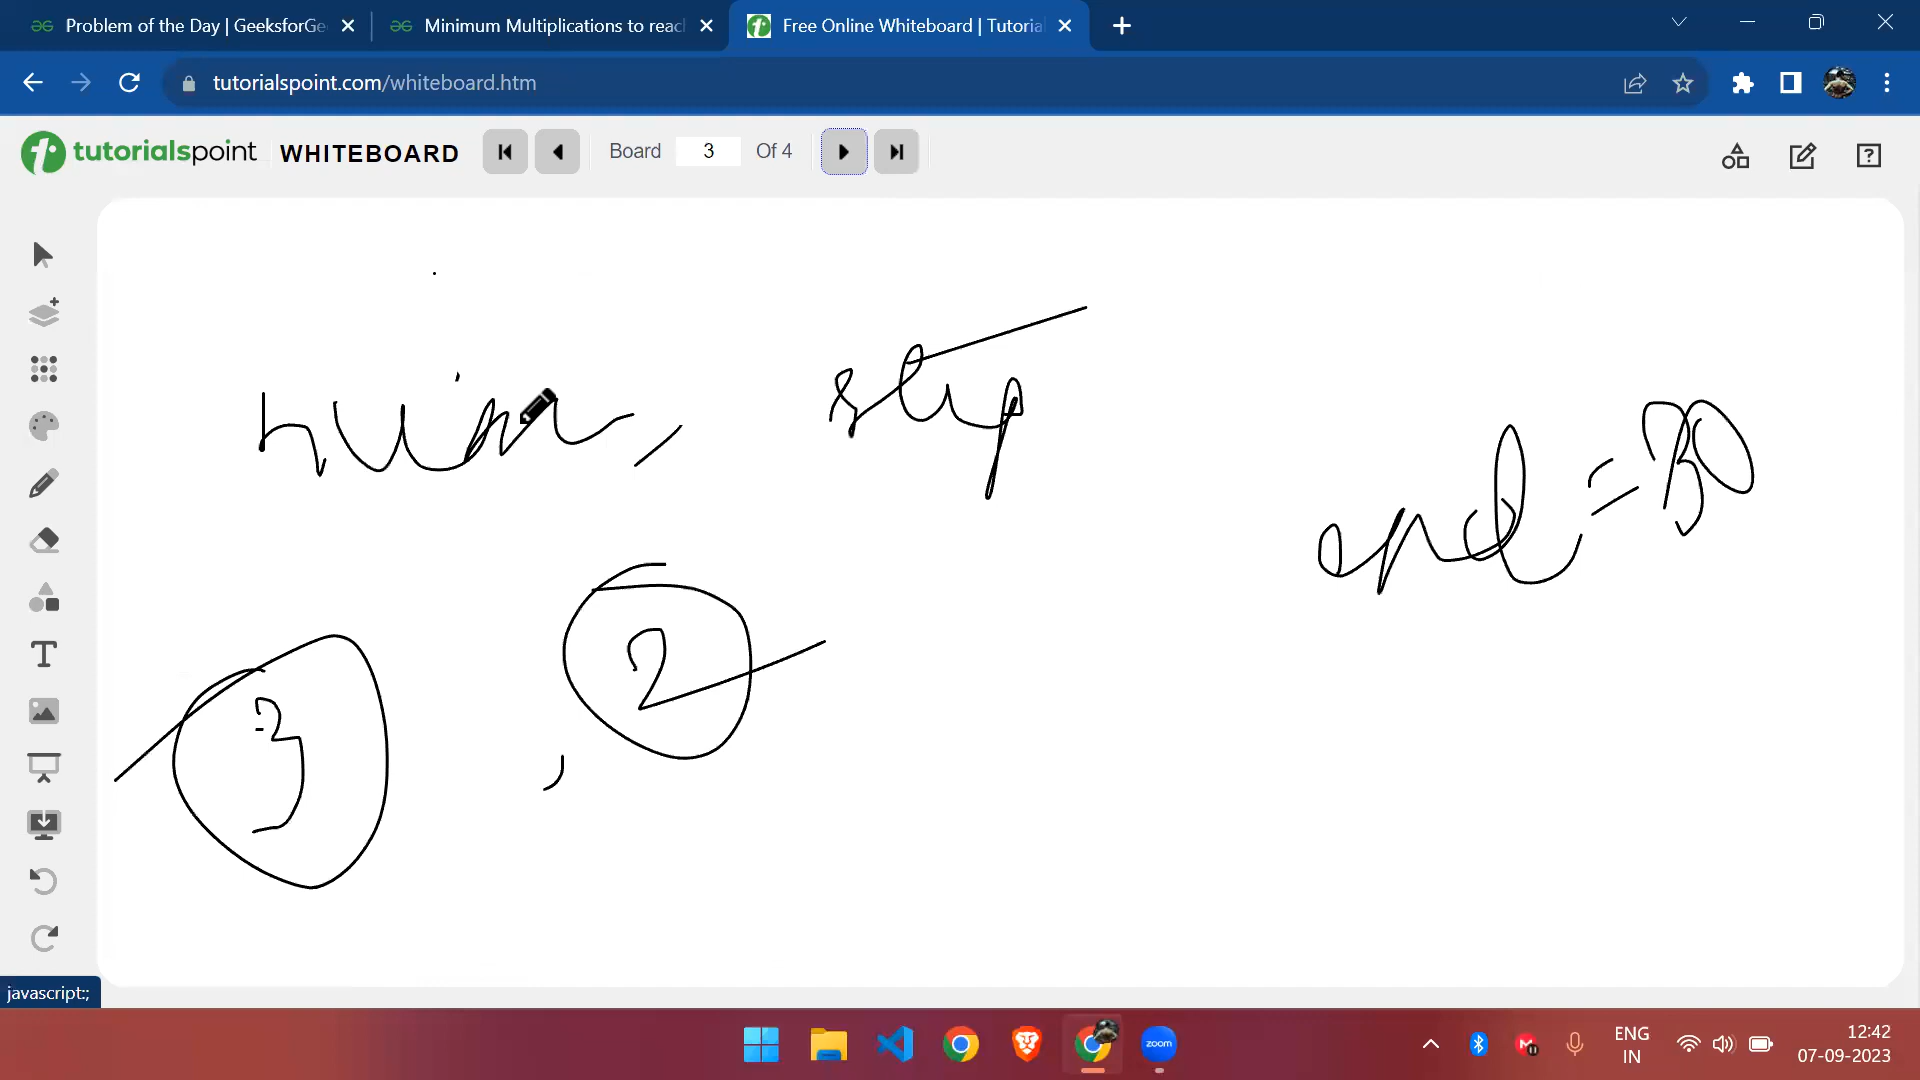 Problem of the Day | GeeksforGe
Minimum Multiplications to reac
Free Online Whiteboard | Tutoria
tutorialspoint.com/whiteboard.htm
tutorialspoint WHITEBOARD Board 3 Of 4
step
end = 30
3 , 2
javascript:;
zoom
ENG
IN
12:42
07-09-2023